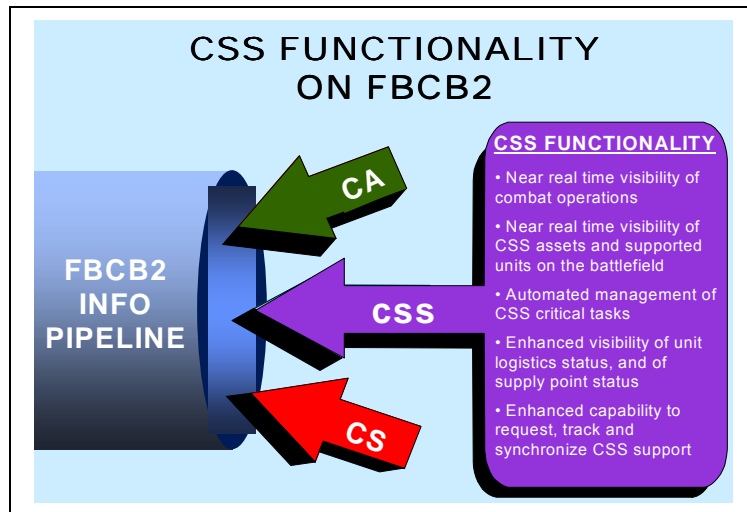 CSS FUNCTIONALITY
ON FBCB2
FBCB2
INFO
PIPELINE
CA
CSS
CS
CSS FUNCTIONALITY
• Near real time visibility of
combat operations
• Near real time visibility of
CSS assets and supported
units on the battlefield
• Automated management of
CSS critical tasks
• Enhanced visibility of unit
logistics status, and of
supply point status
• Enhanced capability to
request, track and
synchronize CSS support